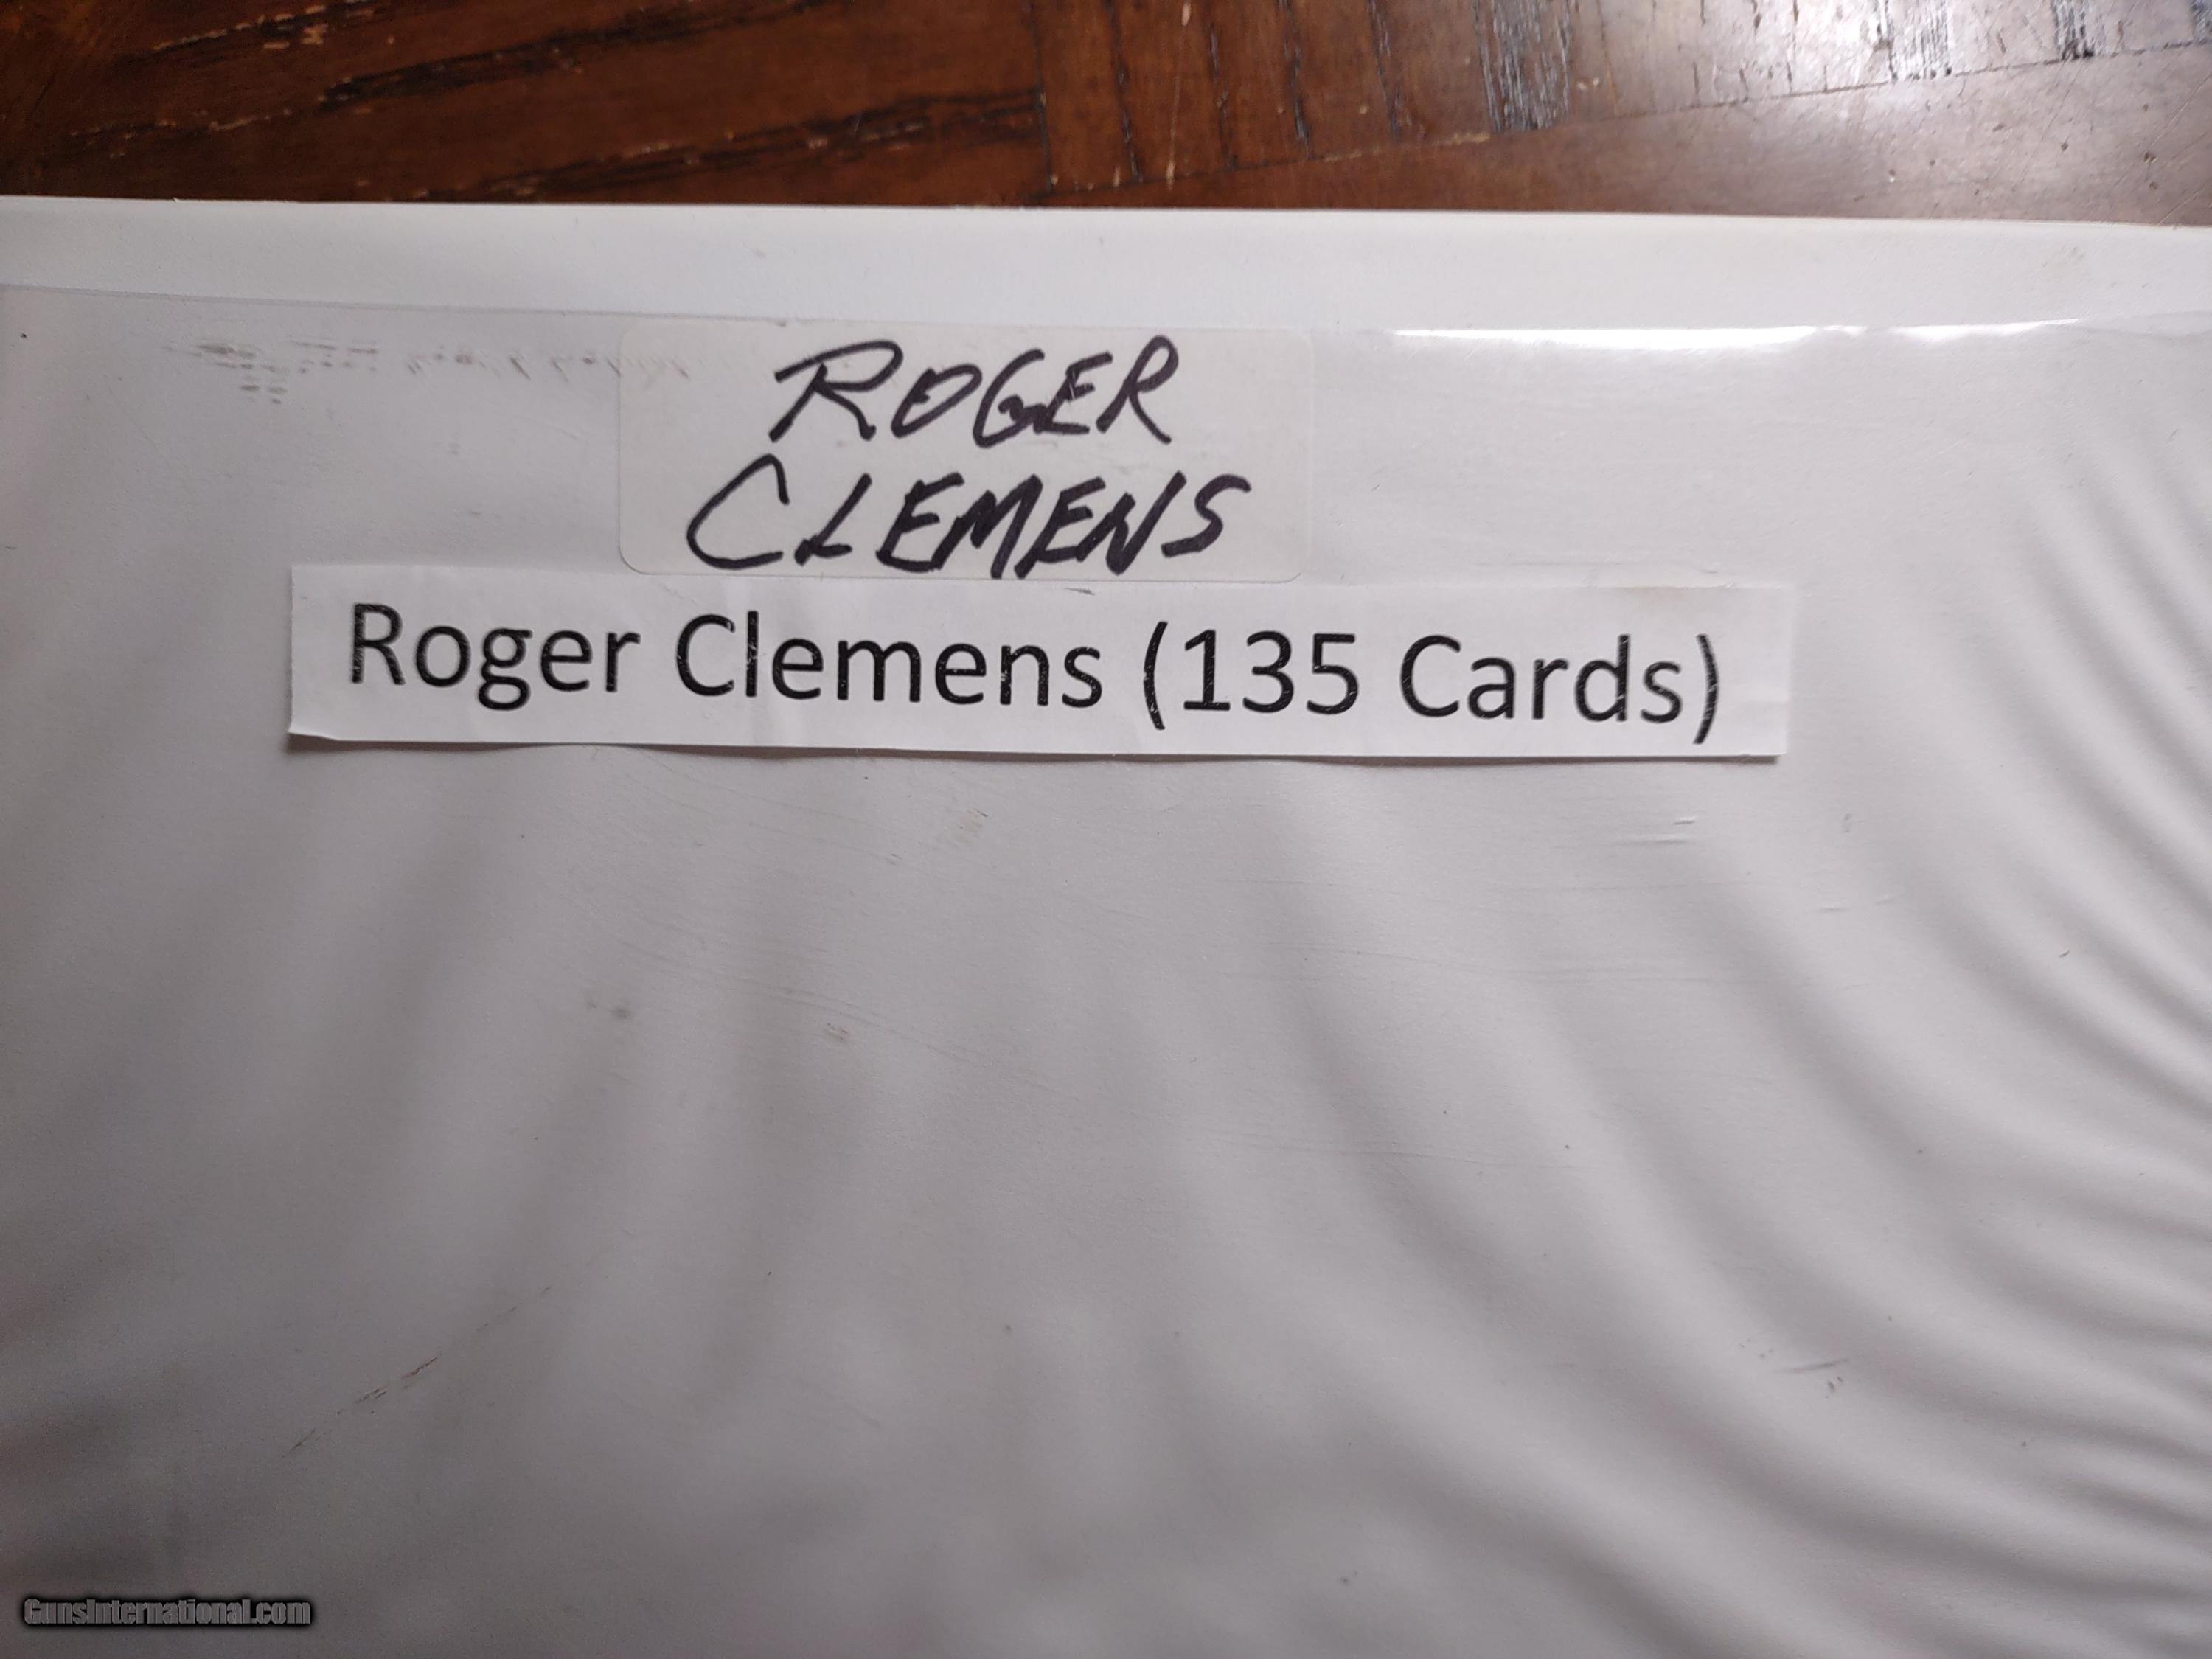 ROGER
CLEMENS
Roger Clemens (135 Cards)
GunsInternational.com